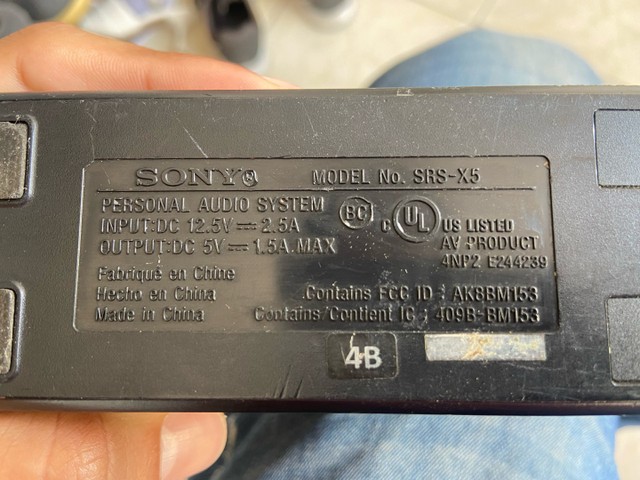 SONY®
MODEL No. SRS-X5
PERSONAL AUDIO SYSTEM
INPUT:DC 12.5V⎓2.5A
OUTPUT:DC 5V⎓1.5A.MAX
BC
C UL US LISTED
AV PRODUCT
4NP2 E244239
Fabriqué en Chine
Hecho en China
Made in China
Contains FCC ID : AK8BM153
Contains/Contient IC : 409B-BM153
4B